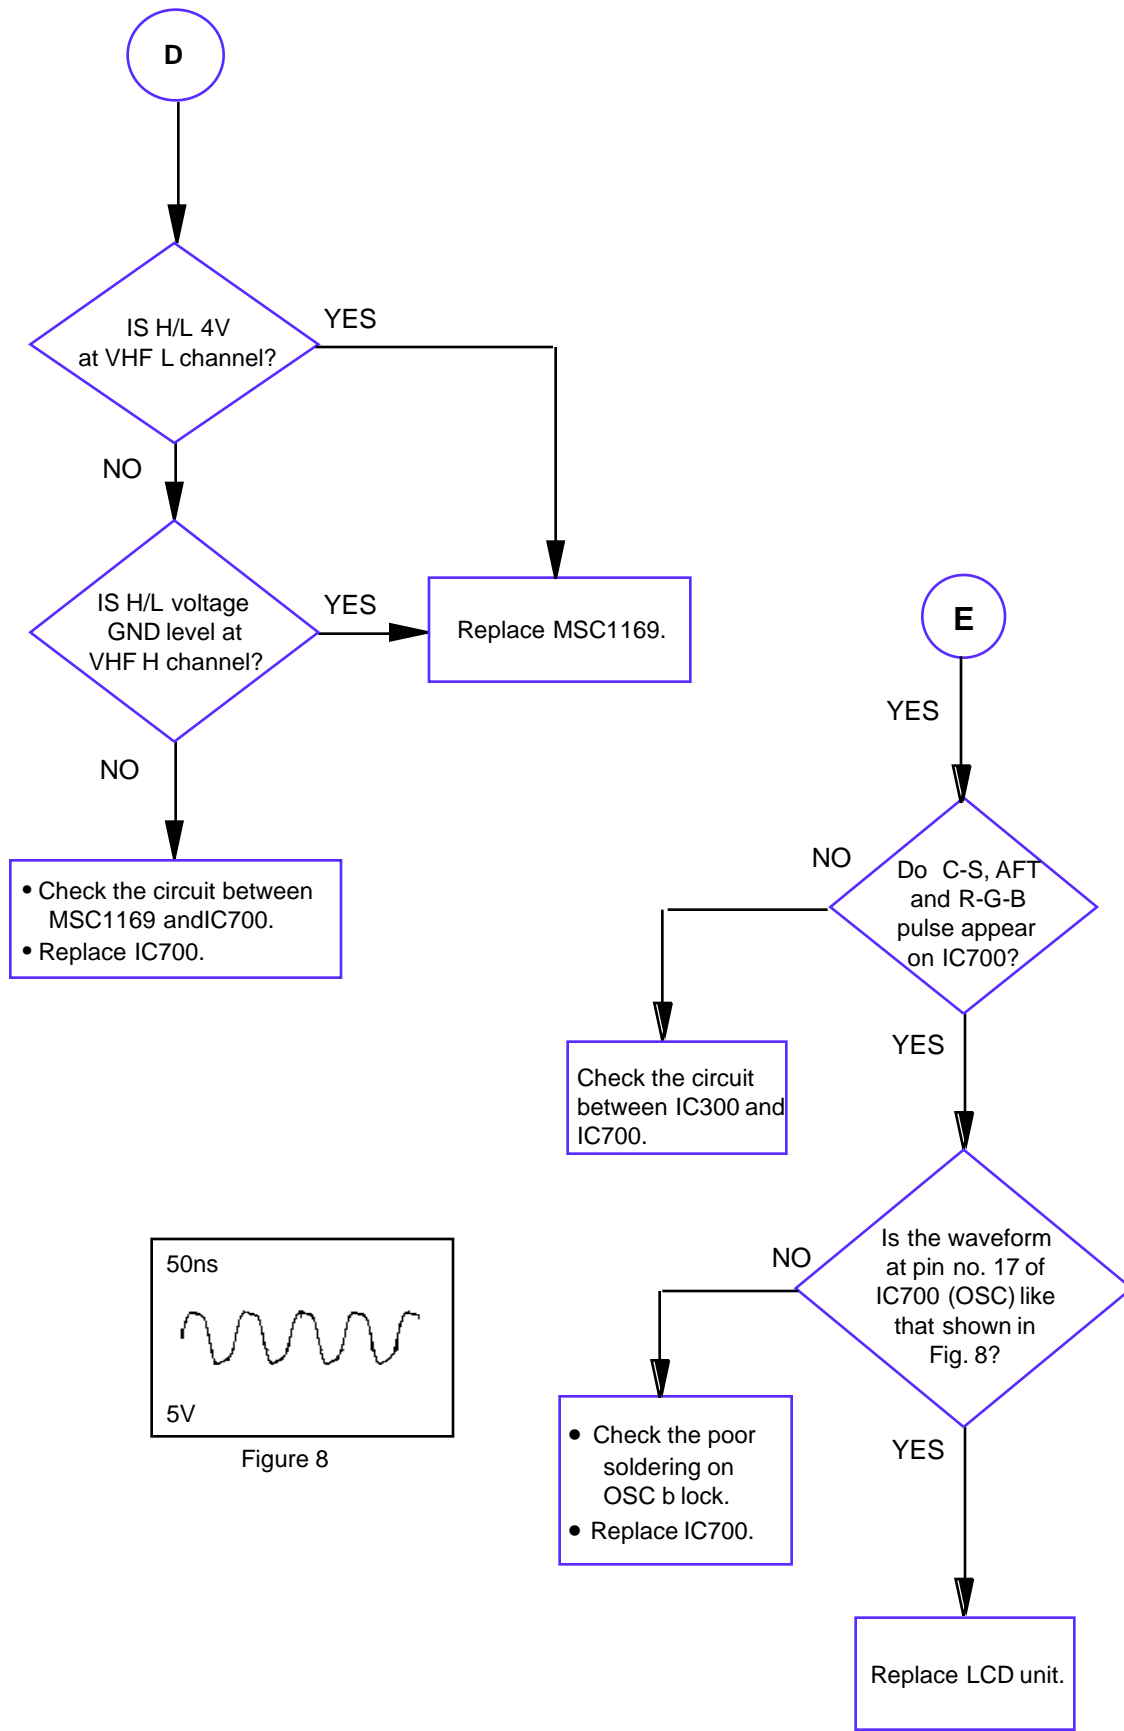 D
IS H/L 4V
at VHF L channel?
YES
NO
IS H/L voltage
GND level at
VHF H channel?
YES
Replace MSC1169.
NO
• Check the circuit between
MSC1169 andIC700.
• Replace IC700.
E
YES
Do C-S, AFT
and R-G-B
pulse appear
on IC700?
NO
Check the circuit
between IC300 and
IC700.
YES
Is the waveform
at pin no. 17 of
IC700 (OSC) like
that shown in
Fig. 8?
NO
• Check the poor
soldering on
OSC b lock.
• Replace IC700.
YES
Replace LCD unit.
50ns
5V
Figure 8